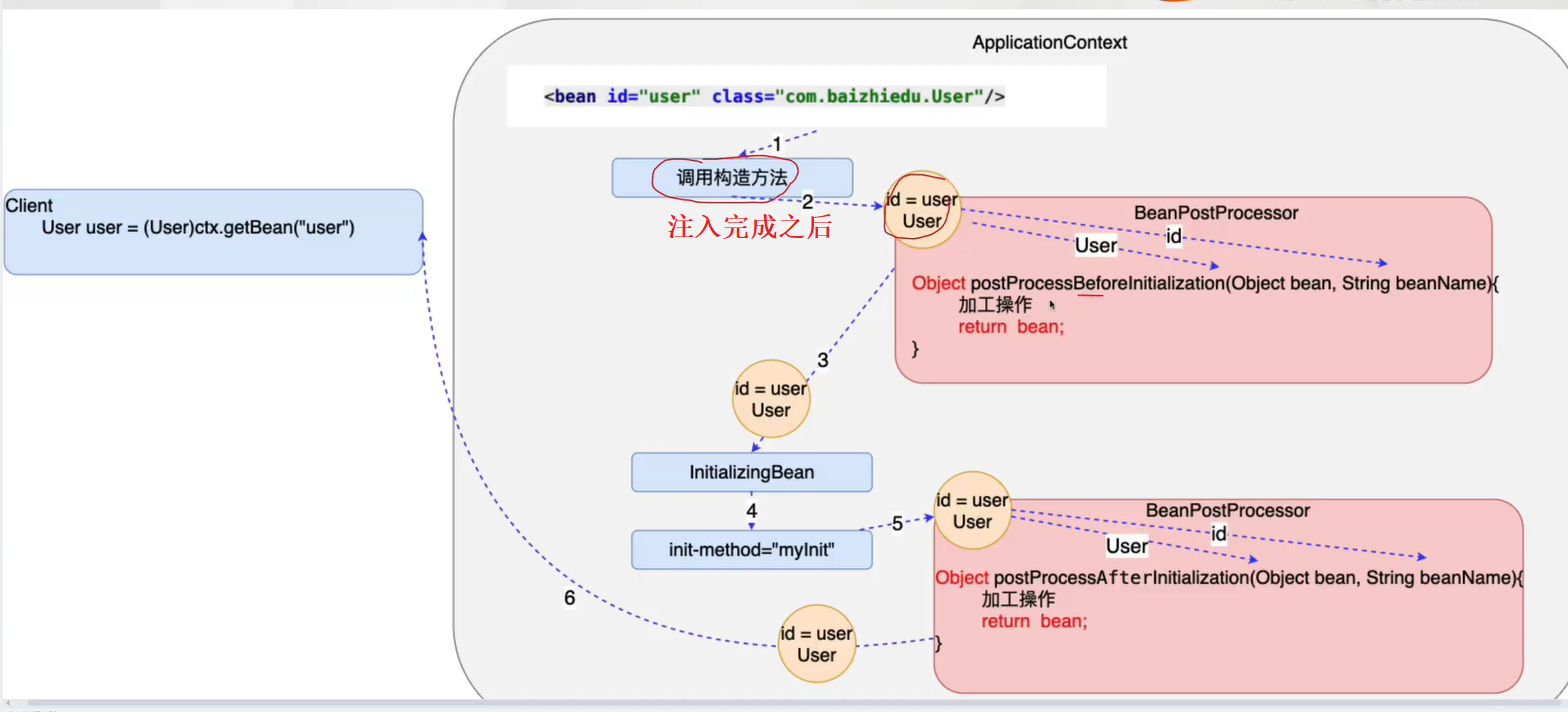 ApplicationContext
<bean id="user" class="com.baizhiedu.User"/>
1
调用构造方法
2
注入完成之后
Client
User user = (User)ctx.getBean("user")
id = user
User
BeanPostProcessor
id
User
Object postProcessBeforeInitialization(Object bean, String beanName){
加工操作
return bean;
}
3
id = user
User
InitializingBean
4
init-method="myInit"
5
id = user
User
BeanPostProcessor
id
User
Object postProcessAfterInitialization(Object bean, String beanName){
加工操作
return bean;
}
6
id = user
User